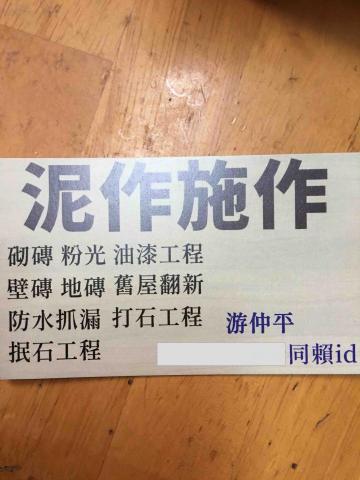 泥作施作
砌磚 粉光 油漆工程
壁磚 地磚 舊屋翻新
防水抓漏 打石工程
游仲平
抿石工程
同賴id